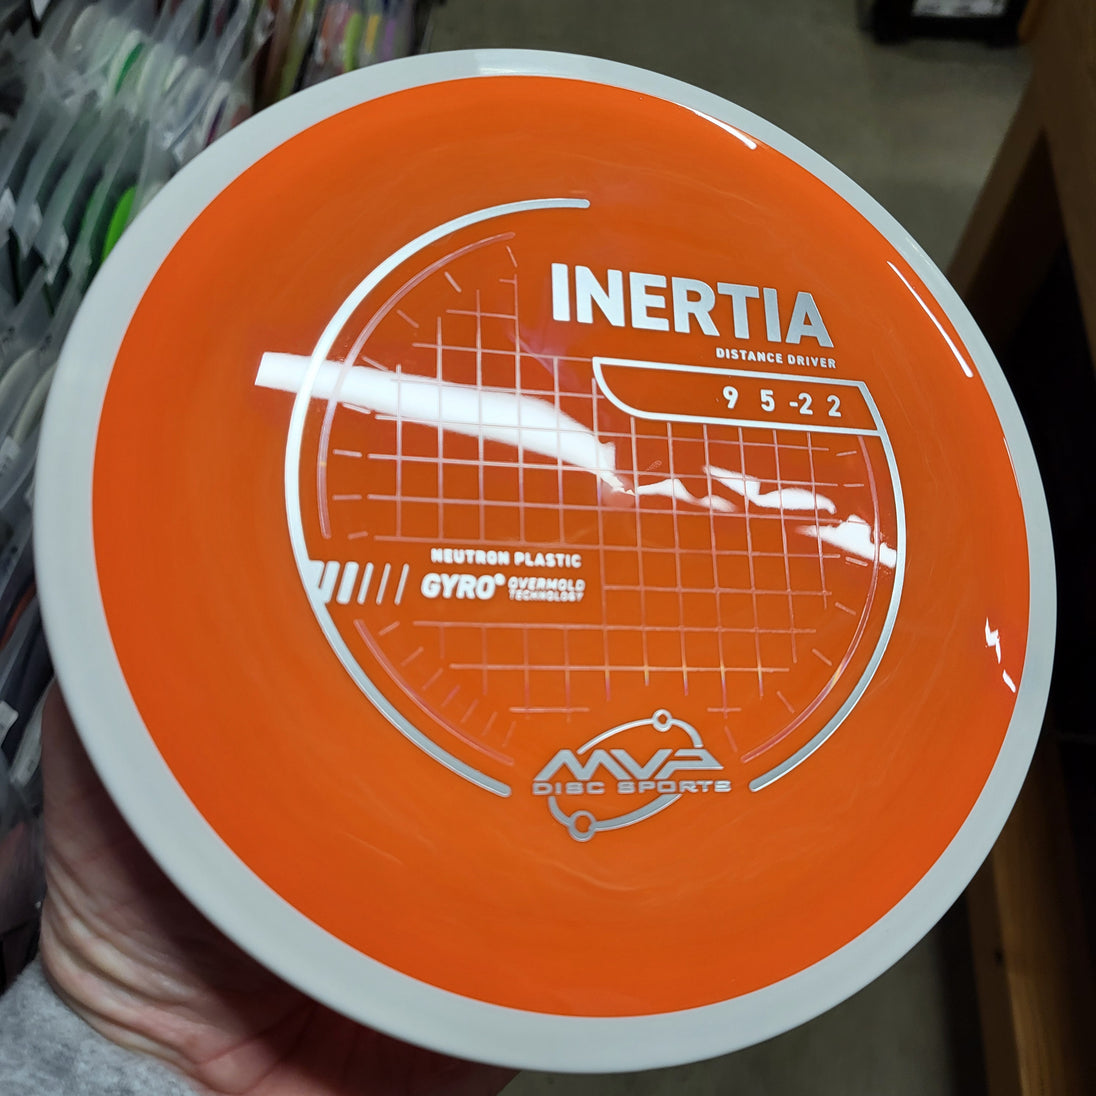 INERTIA
DISTANCE DRIVER
9 5 -2 2
NEUTRON PLASTIC
GYRO® OVERMOLD
TECHNOLOGY
MVP
DISC SPORTS